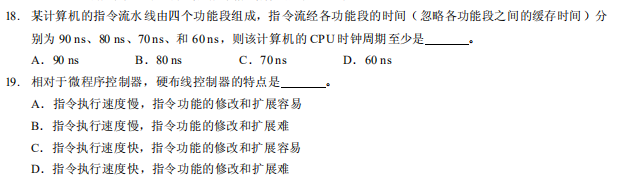 18. 某计算机的指令流水线由四个功能段组成，指令流经各功能段的时间（忽略各功能段之间的缓存时间）分
别为 90 ns、80 ns、70 ns、和 60 ns，则该计算机的 CPU 时钟周期至少是______。
A．90 ns B．80 ns C．70 ns D．60 ns
19. 相对于微程序控制器，硬布线控制器的特点是______。
A．指令执行速度慢，指令功能的修改和扩展容易
B．指令执行速度慢，指令功能的修改和扩展难
C．指令执行速度快，指令功能的修改和扩展容易
D．指令执行速度快，指令功能的修改和扩展难